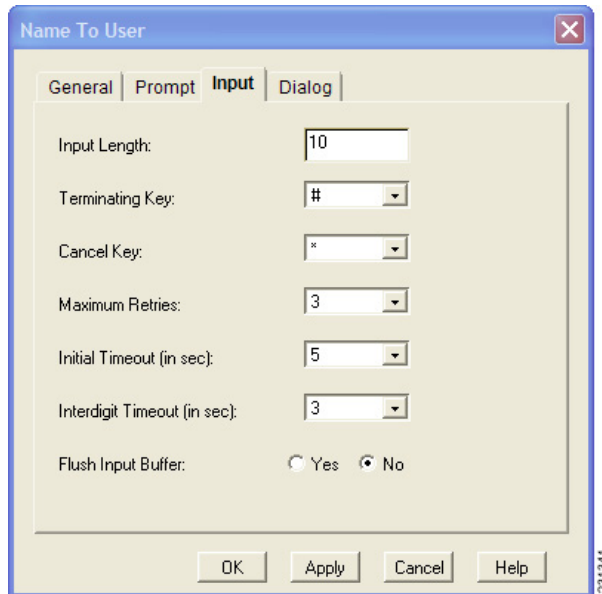 Name To User
General Prompt Input Dialog
Input Length: 10
Terminating Key: #
Cancel Key: *
Maximum Retries: 3
Initial Timeout (in sec): 5
Interdigit Timeout (in sec): 3
Flush Input Buffer: Yes No
OK Apply Cancel Help